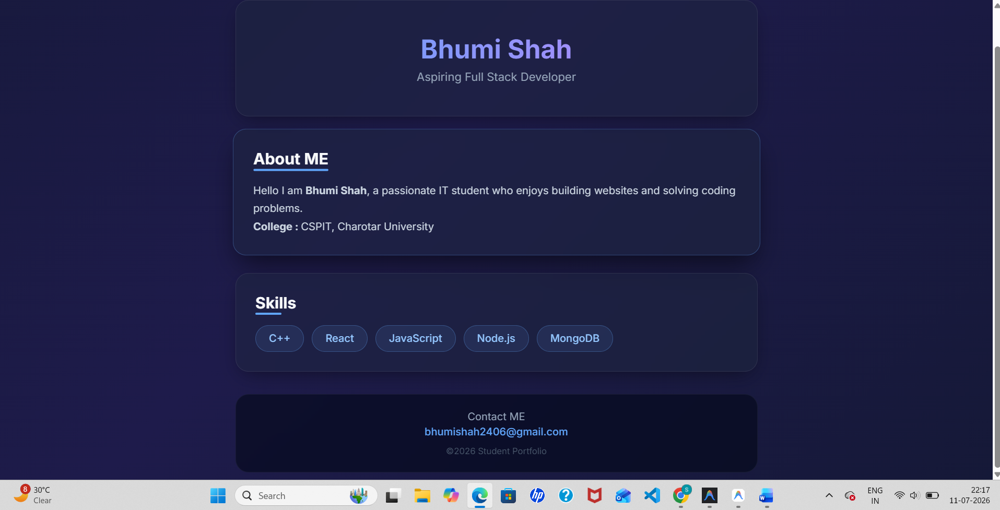 Bhumi Shah
Aspiring Full Stack Developer
About ME
Hello I am Bhumi Shah, a passionate IT student who enjoys building websites and solving coding
problems.
College : CSPIT, Charotar University
Skills
C++
React
JavaScript
Node.js
MongoDB
Contact ME
bhumishah2406@gmail.com
©2026 Student Portfolio
8
30°C
Clear
Search
hp
?
O
S
W
ENG
IN
22:17
11-07-2026